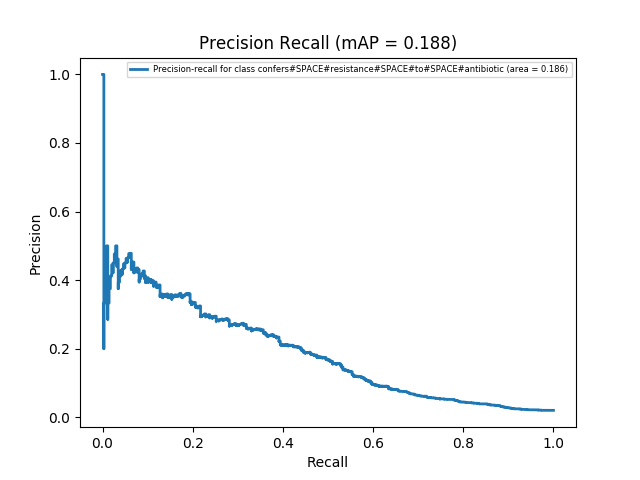 Precision Recall (mAP = 0.188)
Precision-recall for class confers#SPACE#resistance#SPACE#to#SPACE#antibiotic (area = 0.186)
1.0
0.8
0.6
0.4
0.2
0.0
Precision
0.0 0.2 0.4 0.6 0.8 1.0
Recall